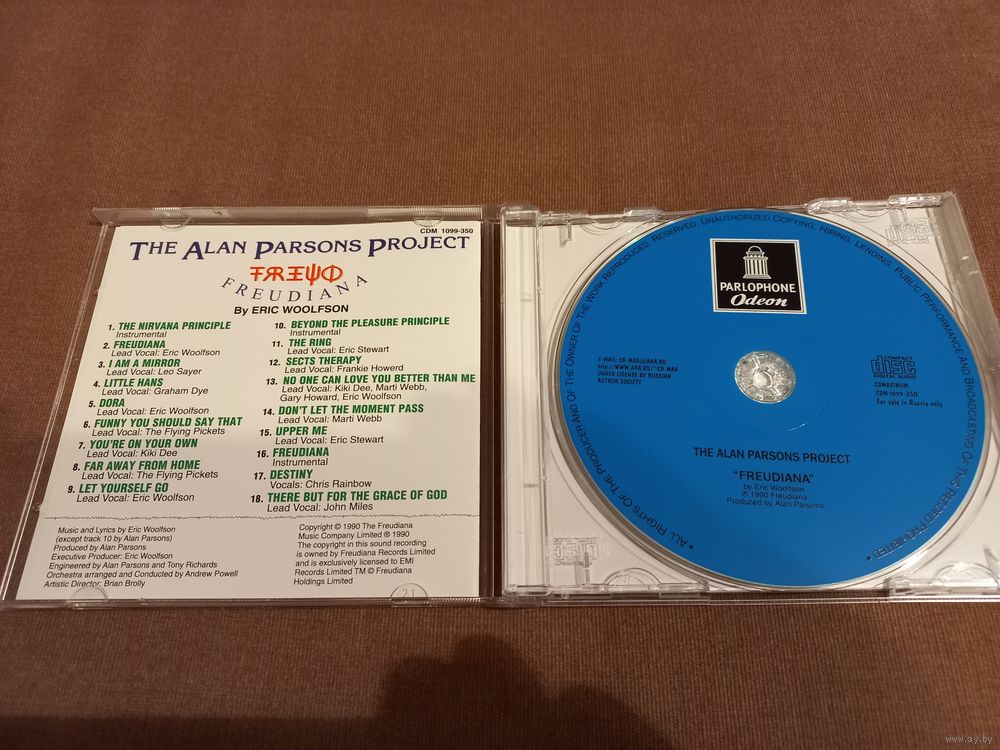 CDM 1099-350
THE ALAN PARSONS PROJECT
FREUDIANA
By ERIC WOOLFSON
1. THE NIRVANA PRINCIPLE
Instrumental
2. FREUDIANA
Lead Vocal: Eric Woolfson
3. I AM A MIRROR
Lead Vocal: Leo Sayer
4. LITTLE HANS
Lead Vocal: Graham Dye
5. DORA
Lead Vocal: Eric Woolfson
6. FUNNY YOU SHOULD SAY THAT
Lead Vocal: The Flying Pickets
7. YOU'RE ON YOUR OWN
Lead Vocal: Kiki Dee
8. FAR AWAY FROM HOME
Lead Vocal: The Flying Pickets
9. LET YOURSELF GO
Lead Vocal: Eric Woolfson
10. BEYOND THE PLEASURE PRINCIPLE
Instrumental
11. THE RING
Lead Vocal: Eric Stewart
12. SECTS THERAPY
Lead Vocal: Frankie Howerd
13. NO ONE CAN LOVE YOU BETTER THAN ME
Lead Vocal: Kiki Dee, Marti Webb,
Gary Howard, Eric Woolfson
14. DON'T LET THE MOMENT PASS
Lead Vocal: Marti Webb
15. UPPER ME
Lead Vocal: Eric Stewart
16. FREUDIANA
Instrumental
17. DESTINY
Vocals: Chris Rainbow
18. THERE BUT FOR THE GRACE OF GOD
Lead Vocal: John Miles
Music and Lyrics by Eric Woolfson
(except track 10 by Alan Parsons)
Produced by Alan Parsons
Executive Producer: Eric Woolfson
Engineered by Alan Parsons and Tony Richards
Orchestra arranged and Conducted by Andrew Powell
Artistic Director: Brian Brolly
Copyright © 1990 The Freudiana
Music Company Limited ℗ 1990
The copyright in this sound recording
is owned by Freudiana Records Limited
and is exclusively licensed to EMI
Records Limited TM © Freudiana
Holdings Limited
21
* ALL RIGHTS OF THE PRODUCER AND OF THE OWNER OF THE WORK REPRODUCED RESERVED, UNAUTHORIZED COPYING, HIRING, LENDING, PUBLIC PERFORMANCE AND BROADCASTING OF THIS RECORD PROHIBITED *
PARLOPHONE
Odeon
E-MAIL: CD-MAX@AHA.RU
http://WWW.AHA.RU/~CD-MAX
UNDER LICENSE BY RUSSIAN
AUTHOR SOCIETY
COMPACT
disc
DIGITAL AUDIO
CDMAXIMUM
CDM 1099-350
For sale in Russia only
THE ALAN PARSONS PROJECT
"FREUDIANA"
by Eric Woolfson
℗ 1990 Freudiana
Produced by Alan Parsons
www.ay.by